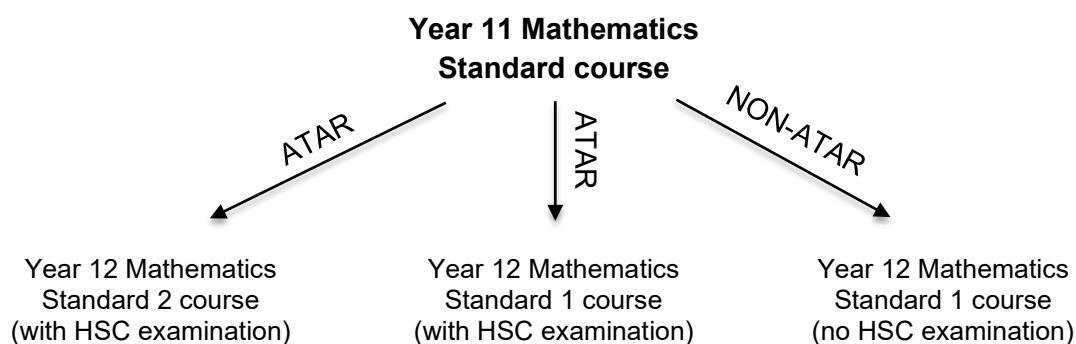 Year 11 Mathematics
Standard course
ATAR
ATAR
NON-ATAR
Year 12 Mathematics
Standard 2 course
(with HSC examination)
Year 12 Mathematics
Standard 1 course
(with HSC examination)
Year 12 Mathematics
Standard 1 course
(no HSC examination)